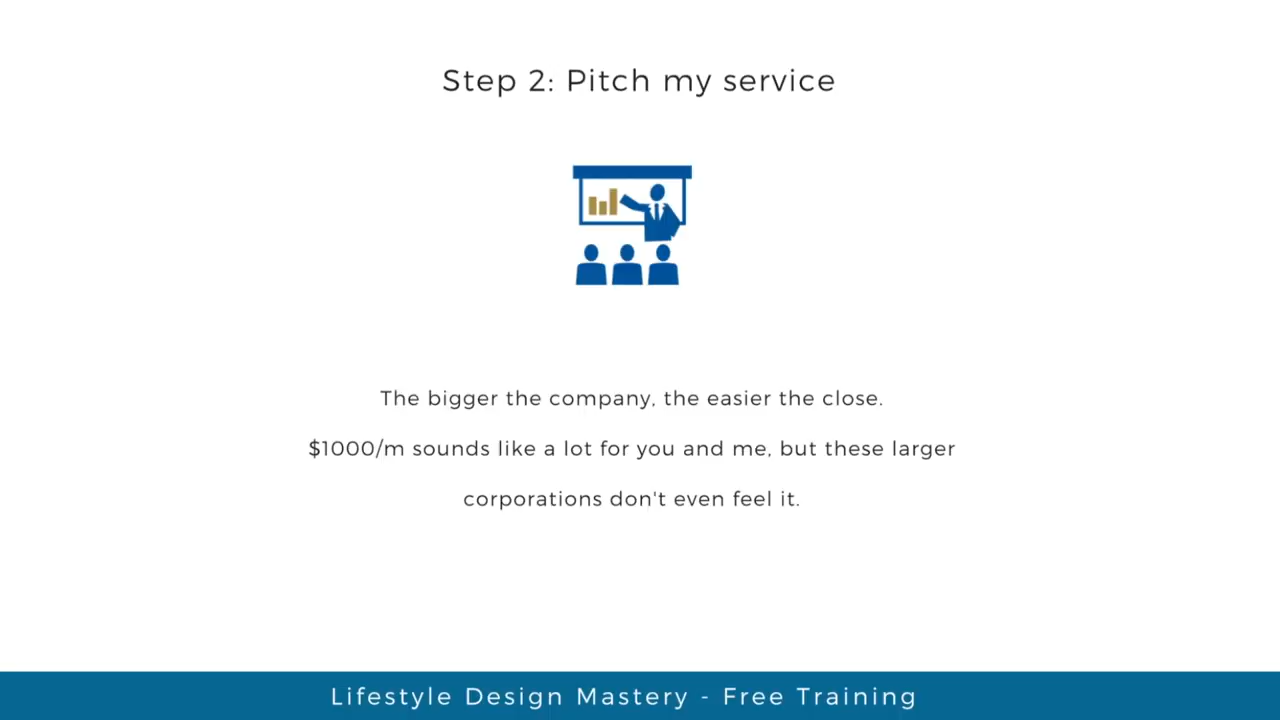 Step 2: Pitch my service
The bigger the company, the easier the close.
$1000/m sounds like a lot for you and me, but these larger
corporations don't even feel it.
Lifestyle Design Mastery - Free Training